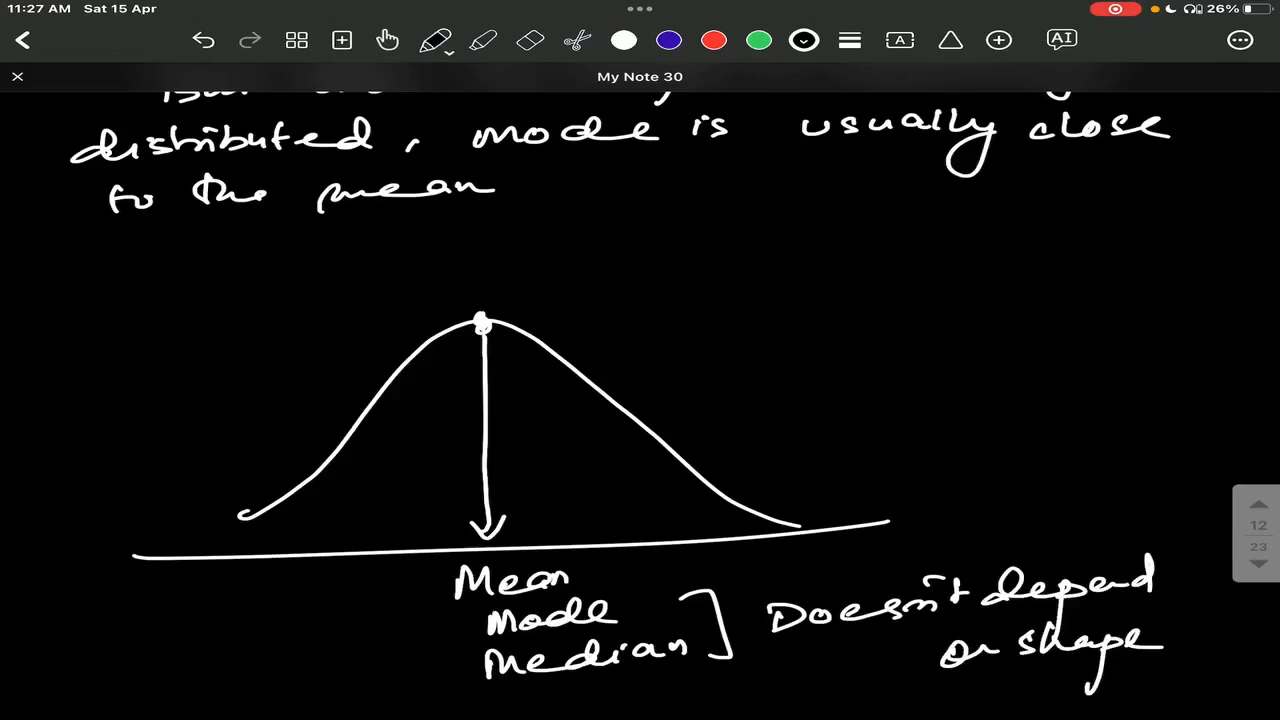 11:27 AM Sat 15 Apr
26%
A
AI
My Note 30
distributed, mode is usually close
to the mean
Mean
Mode
Median
Doesn't depend
on shape
12
23